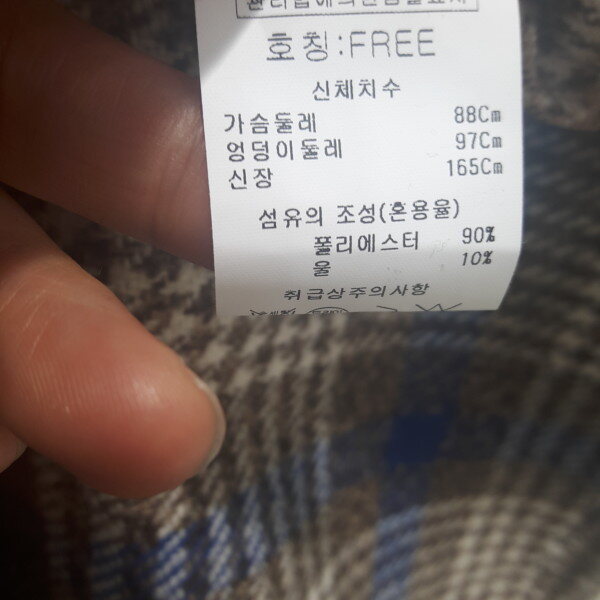 호칭:FREE
신체치수
가슴둘레 88Cm
엉덩이둘레 97Cm
신장 165Cm
섬유의 조성(혼용율)
폴리에스터 90%
울 10%
취급상주의사항